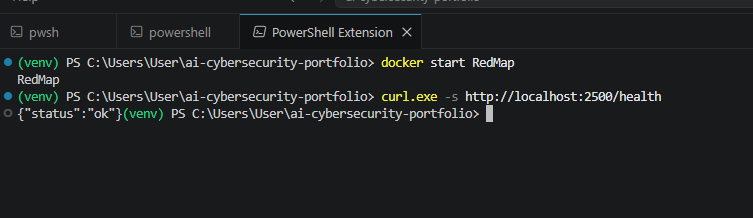 pwsh
powershell
PowerShell Extension
(venv) PS C:\Users\User\ai-cybersecurity-portfolio> docker start RedMap
RedMap
(venv) PS C:\Users\User\ai-cybersecurity-portfolio> curl.exe -s http://localhost:2500/health
{"status":"ok"}(venv) PS C:\Users\User\ai-cybersecurity-portfolio>